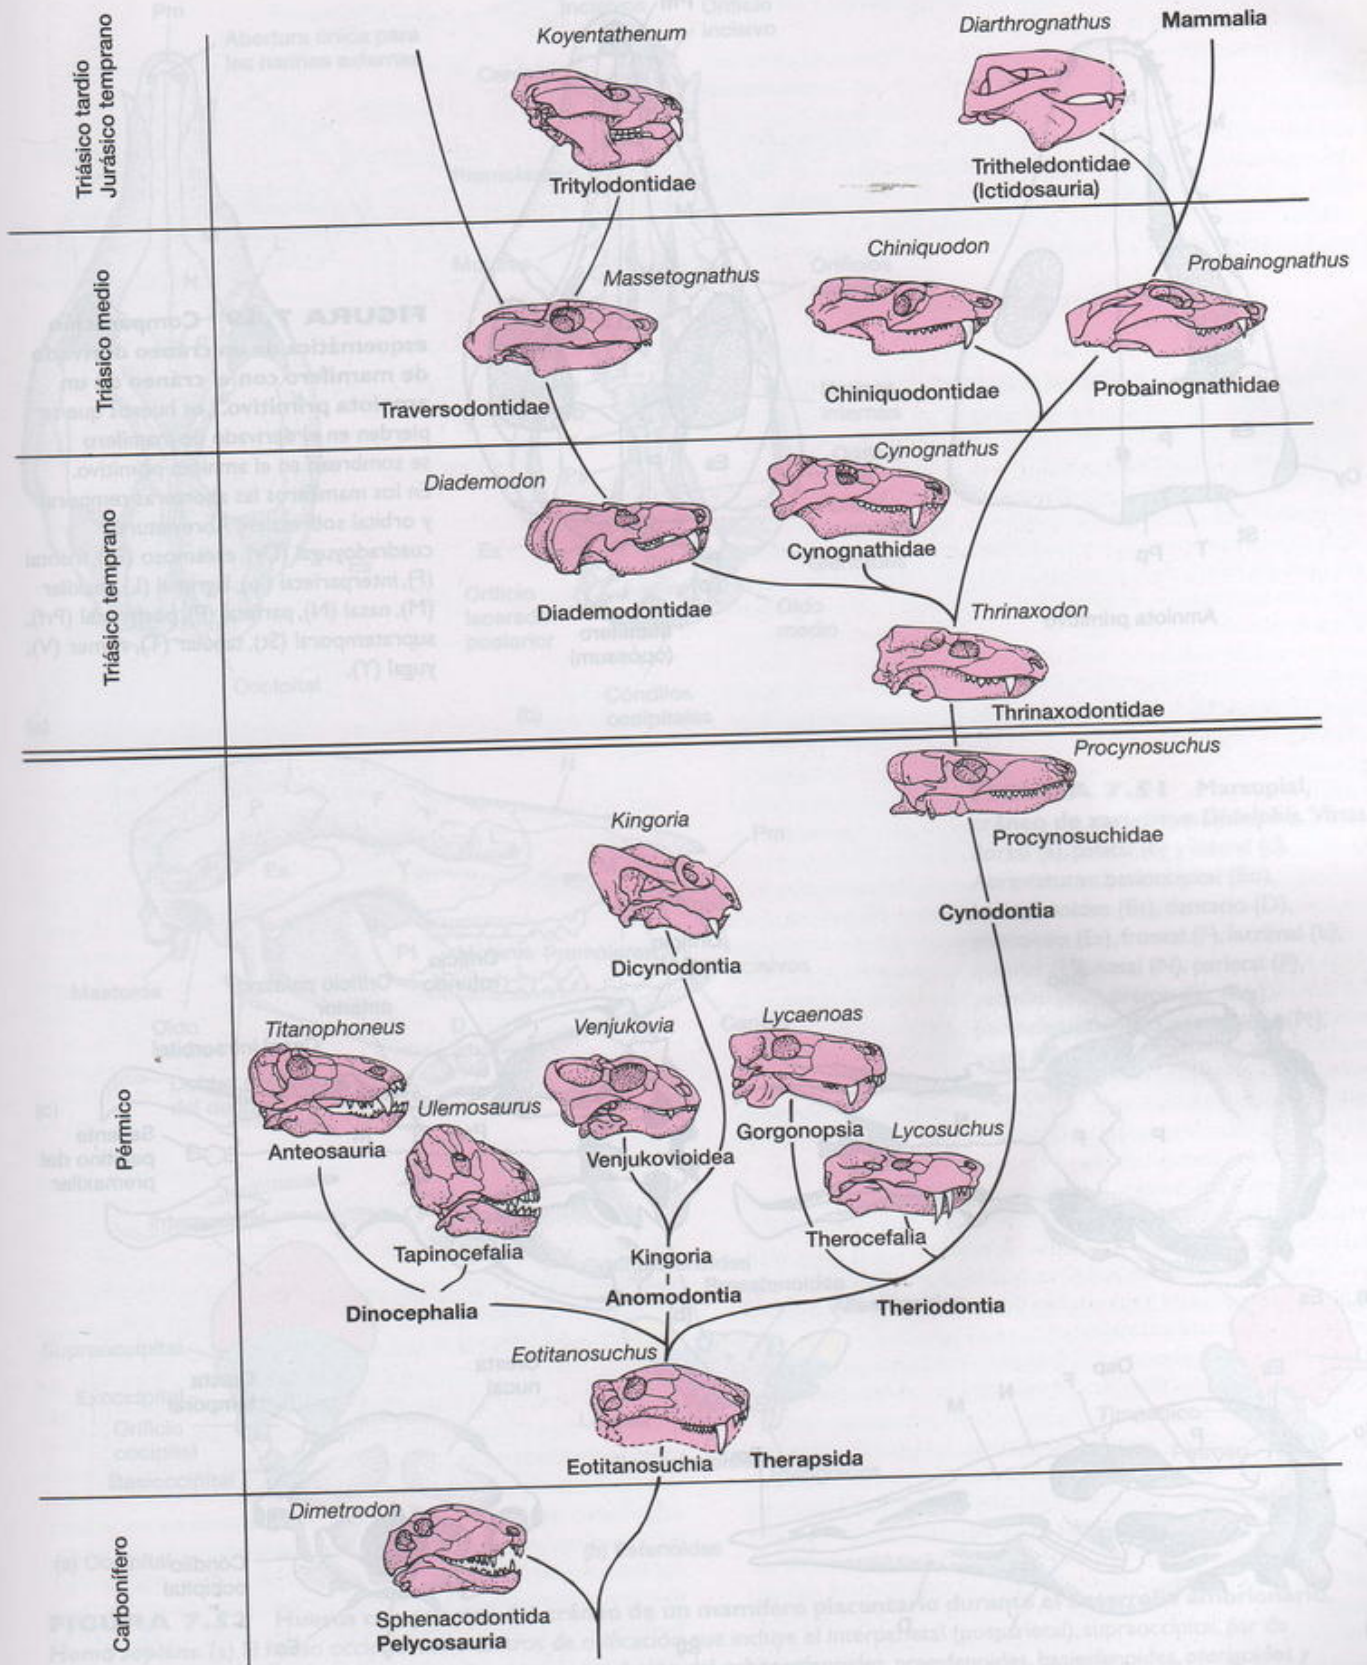 Triásico tardío
Jurásico temprano
Koyentathenum
Diarthrognathus
Mammalia
Tritylodontidae
Tritheledontidae
(Ictidosauria)
Triásico medio
Massetognathus
Chiniquodon
Probainognathus
Traversodontidae
Chiniquodontidae
Probainognathidae
Triásico temprano
Diademodon
Cynognathus
Cynognathidae
Diademodontidae
Thrinaxodon
Thrinaxodontidae
Procynosuchus
Procynosuchidae
Kingoria
Cynodontia
Dicynodontia
Pérmico
Titanophoneus
Venjukovia
Lycaenoas
Ulemosaurus
Anteosauria
Venjukovioidea
Gorgonopsia
Lycosuchus
Tapinocefalia
Kingoria
Therocefalia
Dinocephalia
Anomodontia
Theriodontia
Eotitanosuchus
Eotitanosuchia
Therapsida
Carbonífero
Dimetrodon
Sphenacodontida
Pelycosauria